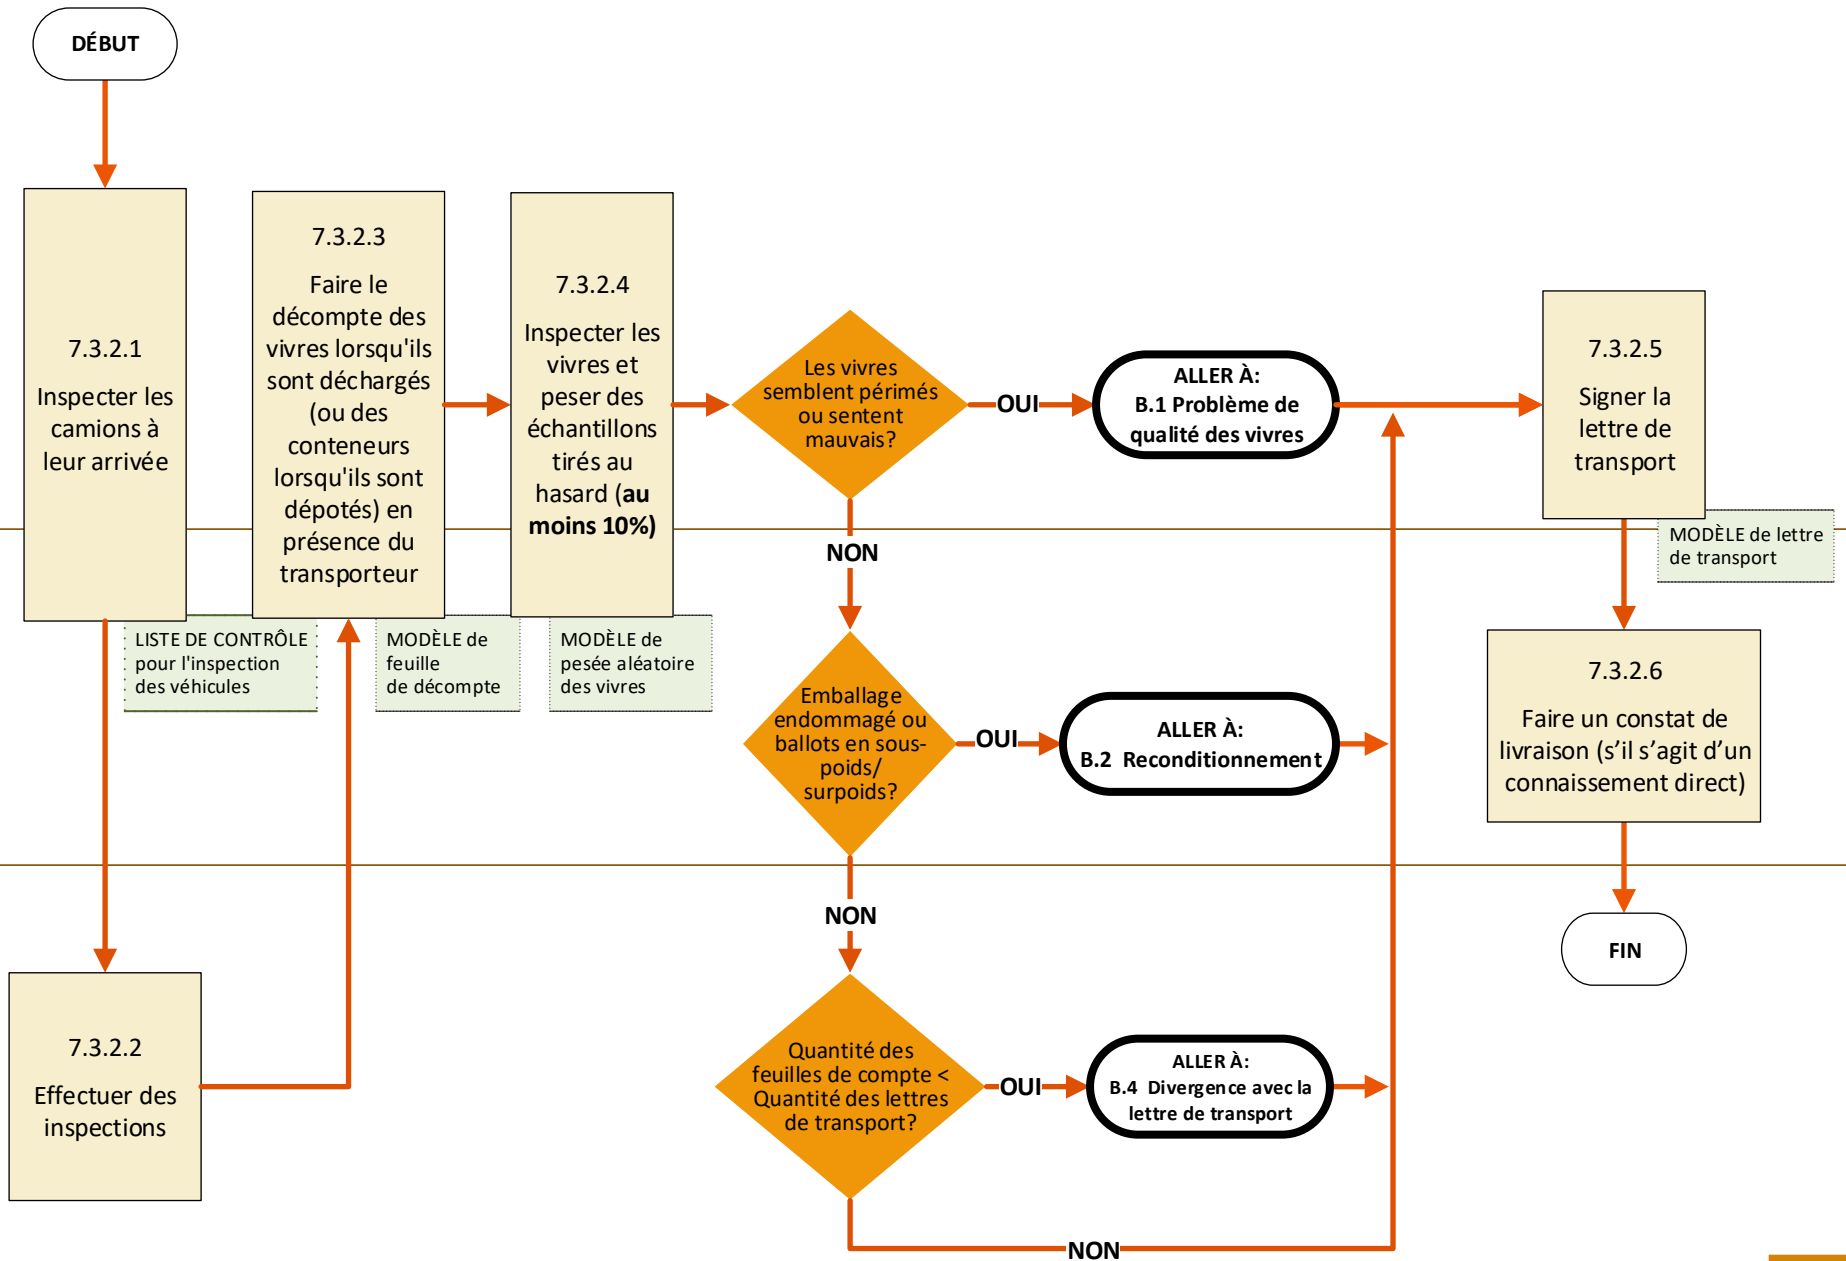 DÉBUT
7.3.2.1
Inspecter les
camions à
leur arrivée
LISTE DE CONTRÔLE
pour l'inspection
des véhicules
7.3.2.2
Effectuer des
inspections
7.3.2.3
Faire le
décompte des
vivres lorsqu'ils
sont déchargés
(ou des
conteneurs
lorsqu'ils sont
dépotés) en
présence du
transporteur
MODÈLE de
feuille
de décompte
7.3.2.4
Inspecter les
vivres et
peser des
échantillons
tirés au
hasard (au
moins 10%)
MODÈLE de
pesée aléatoire
des vivres
Les vivres
semblent périmés
ou sentent
mauvais?
OUI
ALLER À:
B.1 Problème de
qualité des vivres
NON
Emballage
endommagé ou
ballots en sous-
poids/
surpoids?
OUI
ALLER À:
B.2 Reconditionnement
NON
Quantité des
feuilles de compte <
Quantité des lettres
de transport?
OUI
ALLER À:
B.4 Divergence avec la
lettre de transport
NON
7.3.2.5
Signer la
lettre de
transport
MODÈLE de lettre
de transport
7.3.2.6
Faire un constat de
livraison (s’il s’agit d’un
connaissement direct)
FIN